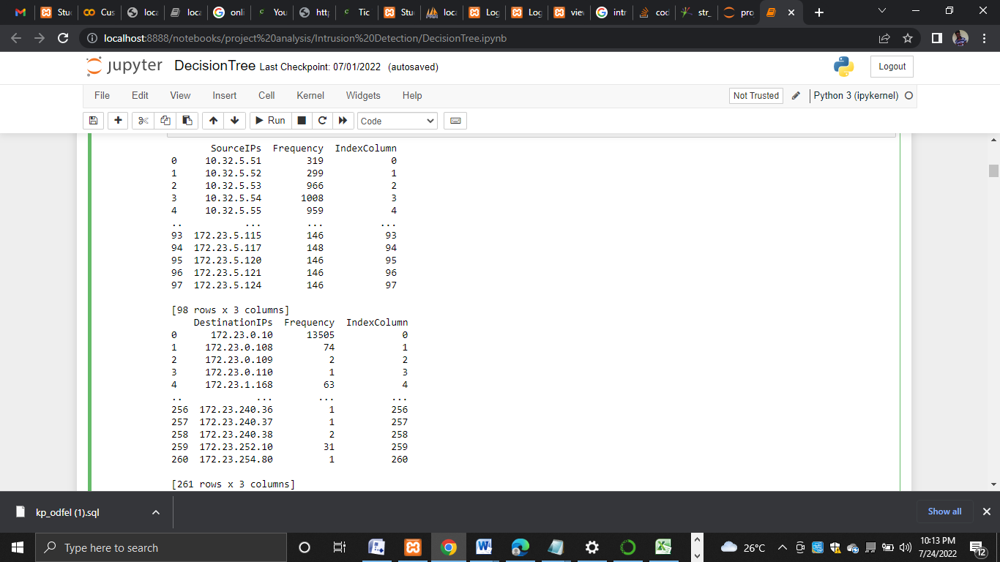 Stu Cus loca loca onli You htt Tic Stu loca Log Log viev intr cod str_ pro
localhost:8888/notebooks/project%20analysis/Intrusion%20Detection/DecisionTree.ipynb
jupyter DecisionTree Last Checkpoint: 07/01/2022 (autosaved) Logout
File Edit View Insert Cell Kernel Widgets Help Not Trusted Python 3 (ipykernel)
Run Code
SourceIPs Frequency IndexColumn
0 10.32.5.51 319 0
1 10.32.5.52 299 1
2 10.32.5.53 966 2
3 10.32.5.54 1008 3
4 10.32.5.55 959 4
.. ... ... ...
93 172.23.5.115 146 93
94 172.23.5.117 148 94
95 172.23.5.120 146 95
96 172.23.5.121 146 96
97 172.23.5.124 146 97
[98 rows x 3 columns]
DestinationIPs Frequency IndexColumn
0 172.23.0.10 13505 0
1 172.23.0.108 74 1
2 172.23.0.109 2 2
3 172.23.0.110 1 3
4 172.23.1.168 63 4
.. ... ... ...
256 172.23.240.36 1 256
257 172.23.240.37 1 257
258 172.23.240.38 2 258
259 172.23.252.10 31 259
260 172.23.254.80 1 260
[261 rows x 3 columns]
kp_odfel (1).sql Show all
Type here to search 26°C 10:13 PM
7/24/2022 12